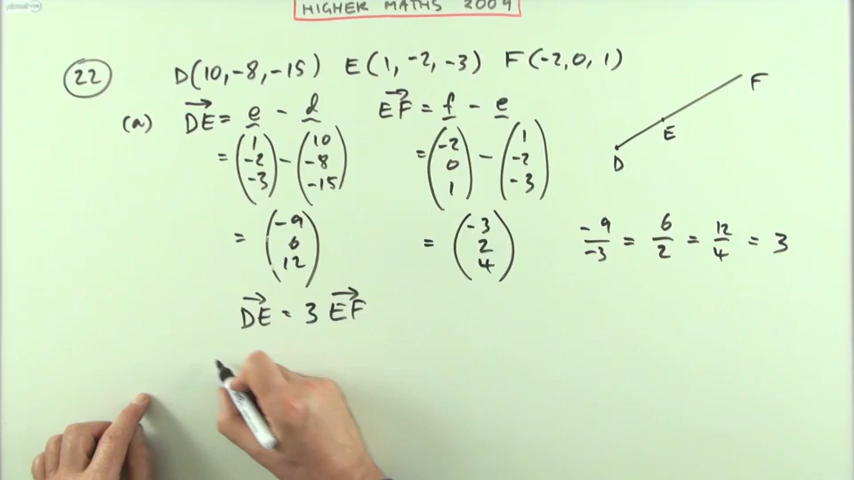 HIGHER MATHS 2009
22 D(10,-8,-15) E(1,-2,-3) F(-2,0,1)
(a) DE = e - d EF = f - e
= (1 -2 -3) - (10 -8 -15) = (-2 0 1) - (1 -2 -3)
= (-9 6 12) = (-3 2 4) -9/-3 = 6/2 = 12/4 = 3
DE = 3 EF
F
E
D